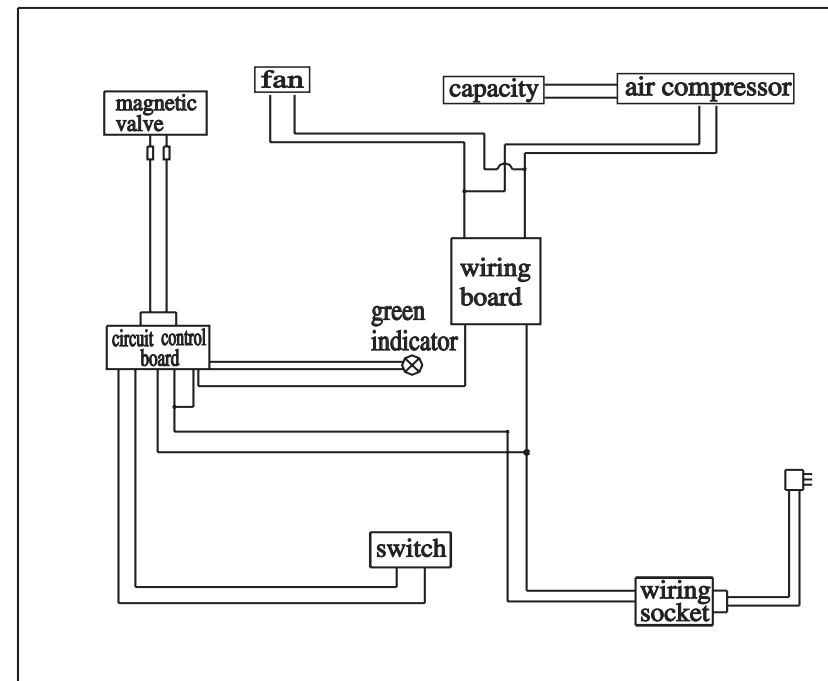 fan
capacity
air compressor
magnetic
valve
wiring
board
green
indicator
circuit control
board
switch
wiring
socket